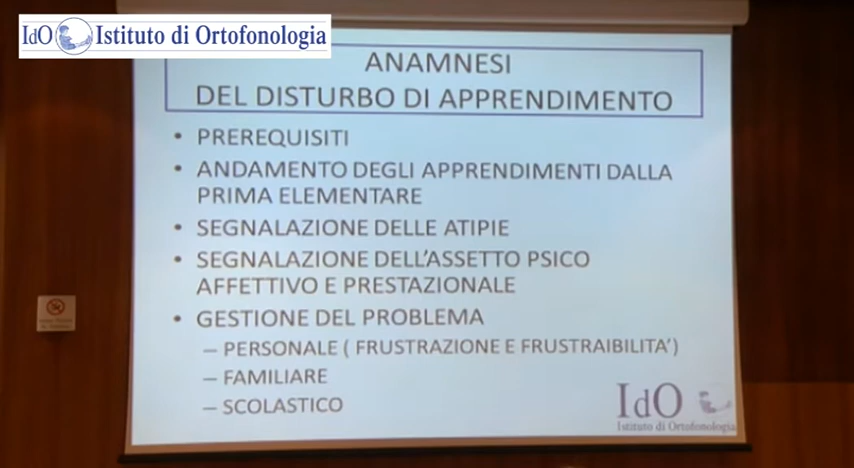 IdO Istituto di Ortofonologia
ANAMNESI
DEL DISTURBO DI APPRENDIMENTO
• PREREQUISITI
• ANDAMENTO DEGLI APPRENDIMENTI DALLA
PRIMA ELEMENTARE
• SEGNALAZIONE DELLE ATIPIE
• SEGNALAZIONE DELL'ASSETTO PSICO
AFFETTIVO E PRESTAZIONALE
• GESTIONE DEL PROBLEMA
– PERSONALE ( FRUSTRAZIONE E FRUSTRAIBILITA')
– FAMILIARE
– SCOLASTICO
IdO
Istituto di Ortofonologia